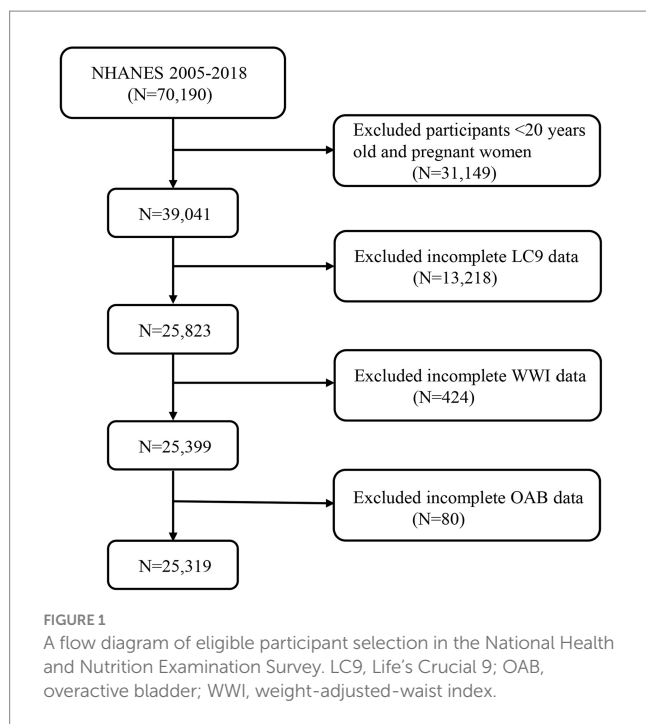 NHANES 2005-2018
(N=70,190)
Excluded participants <20 years
old and pregnant women
(N=31,149)
N=39,041
Excluded incomplete LC9 data
(N=13,218)
N=25,823
Excluded incomplete WWI data
(N=424)
N=25,399
Excluded incomplete OAB data
(N=80)
N=25,319
FIGURE 1
A flow diagram of eligible participant selection in the National Health
and Nutrition Examination Survey. LC9, Life’s Crucial 9; OAB,
overactive bladder; WWI, weight-adjusted-waist index.